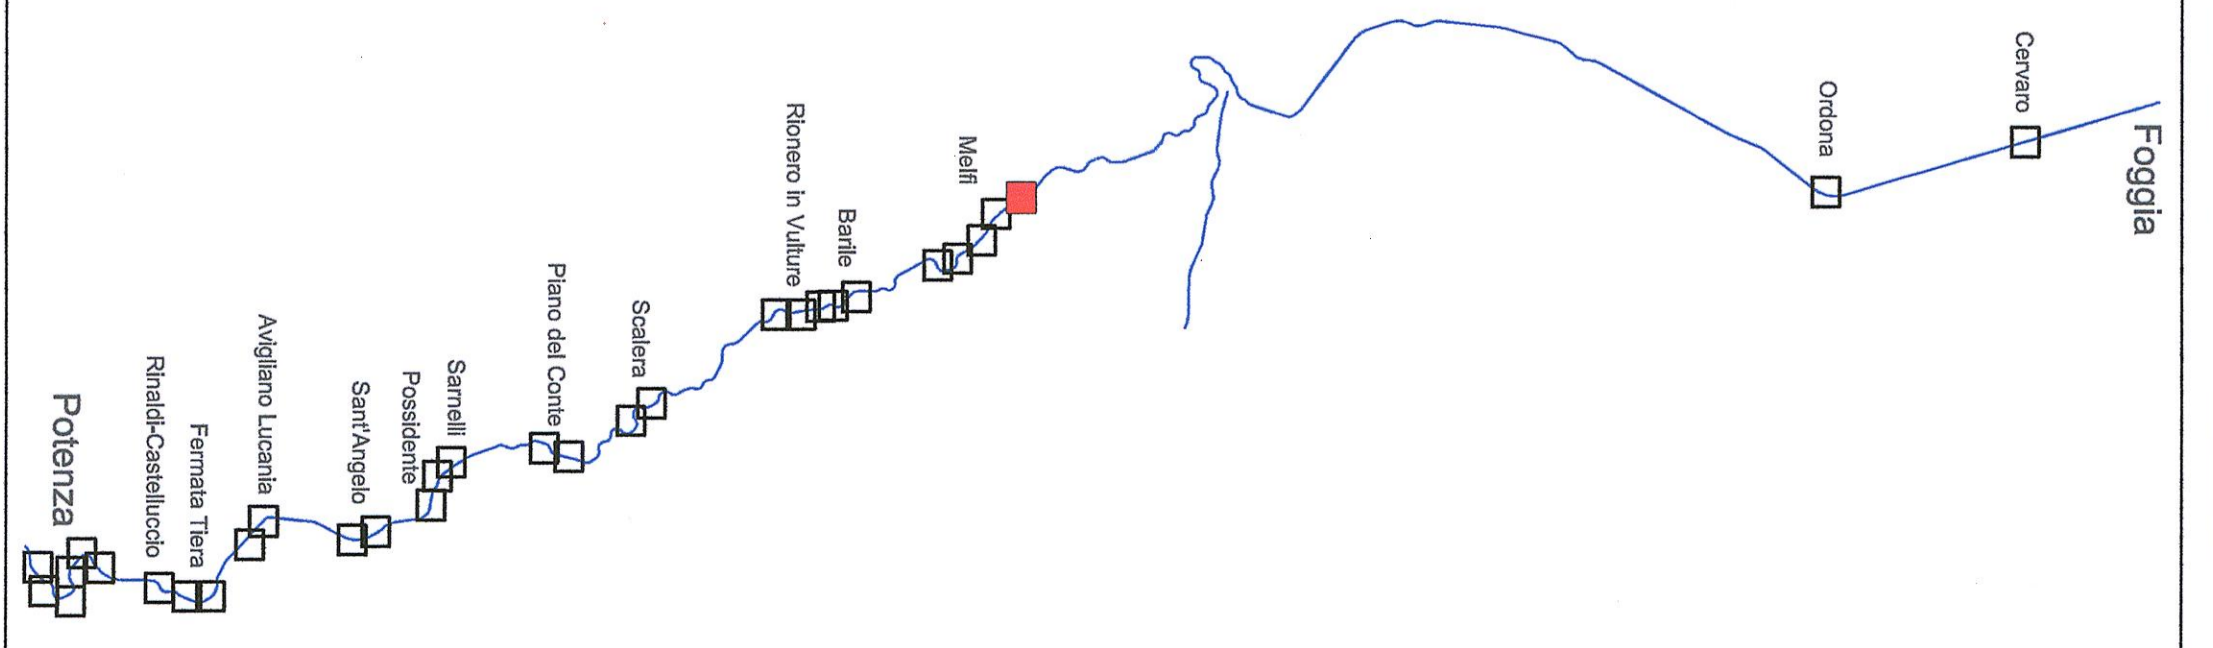 Foggia
Cervaro
Ordona
Melfi
Barile
Rionero in Vulture
Scalera
Piano del Conte
Sarnelli
Possidente
Sant'Angelo
Avigliano Lucania
Fermata Tiera
Rinaldi-Castelluccio
Potenza